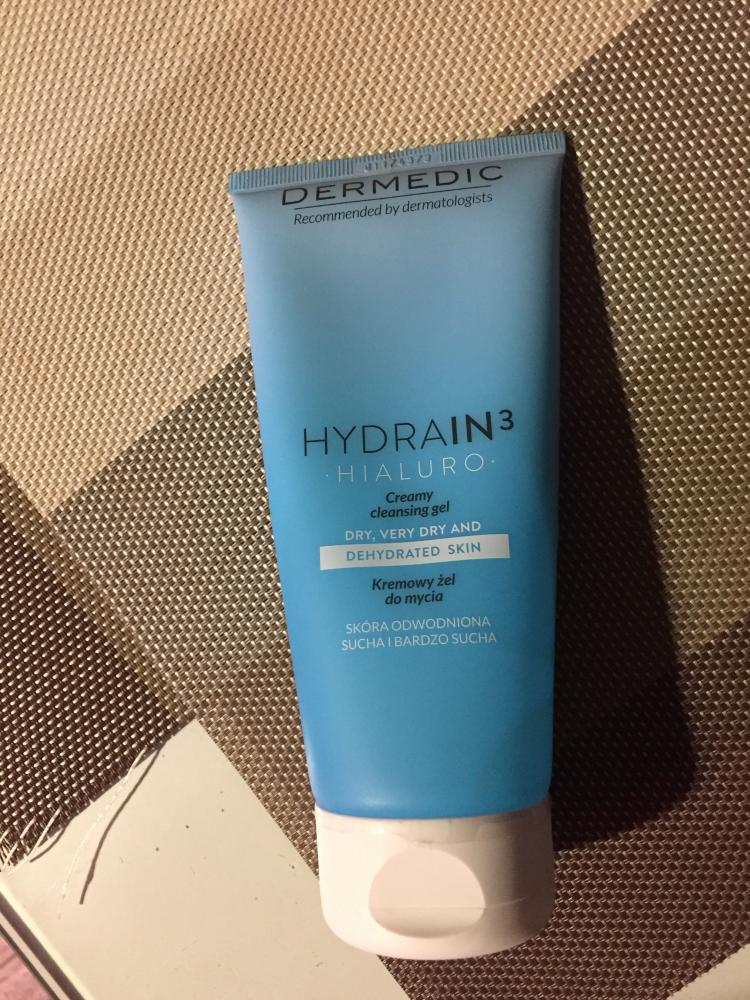 DERMEDIC
Recommended by dermatologists
HYDRAIN³
·HIALURO·
Creamy
cleansing gel
DRY, VERY DRY AND
DEHYDRATED SKIN
Kremowy żel
do mycia
SKÓRA ODWODNIONA
SUCHA I BARDZO SUCHA